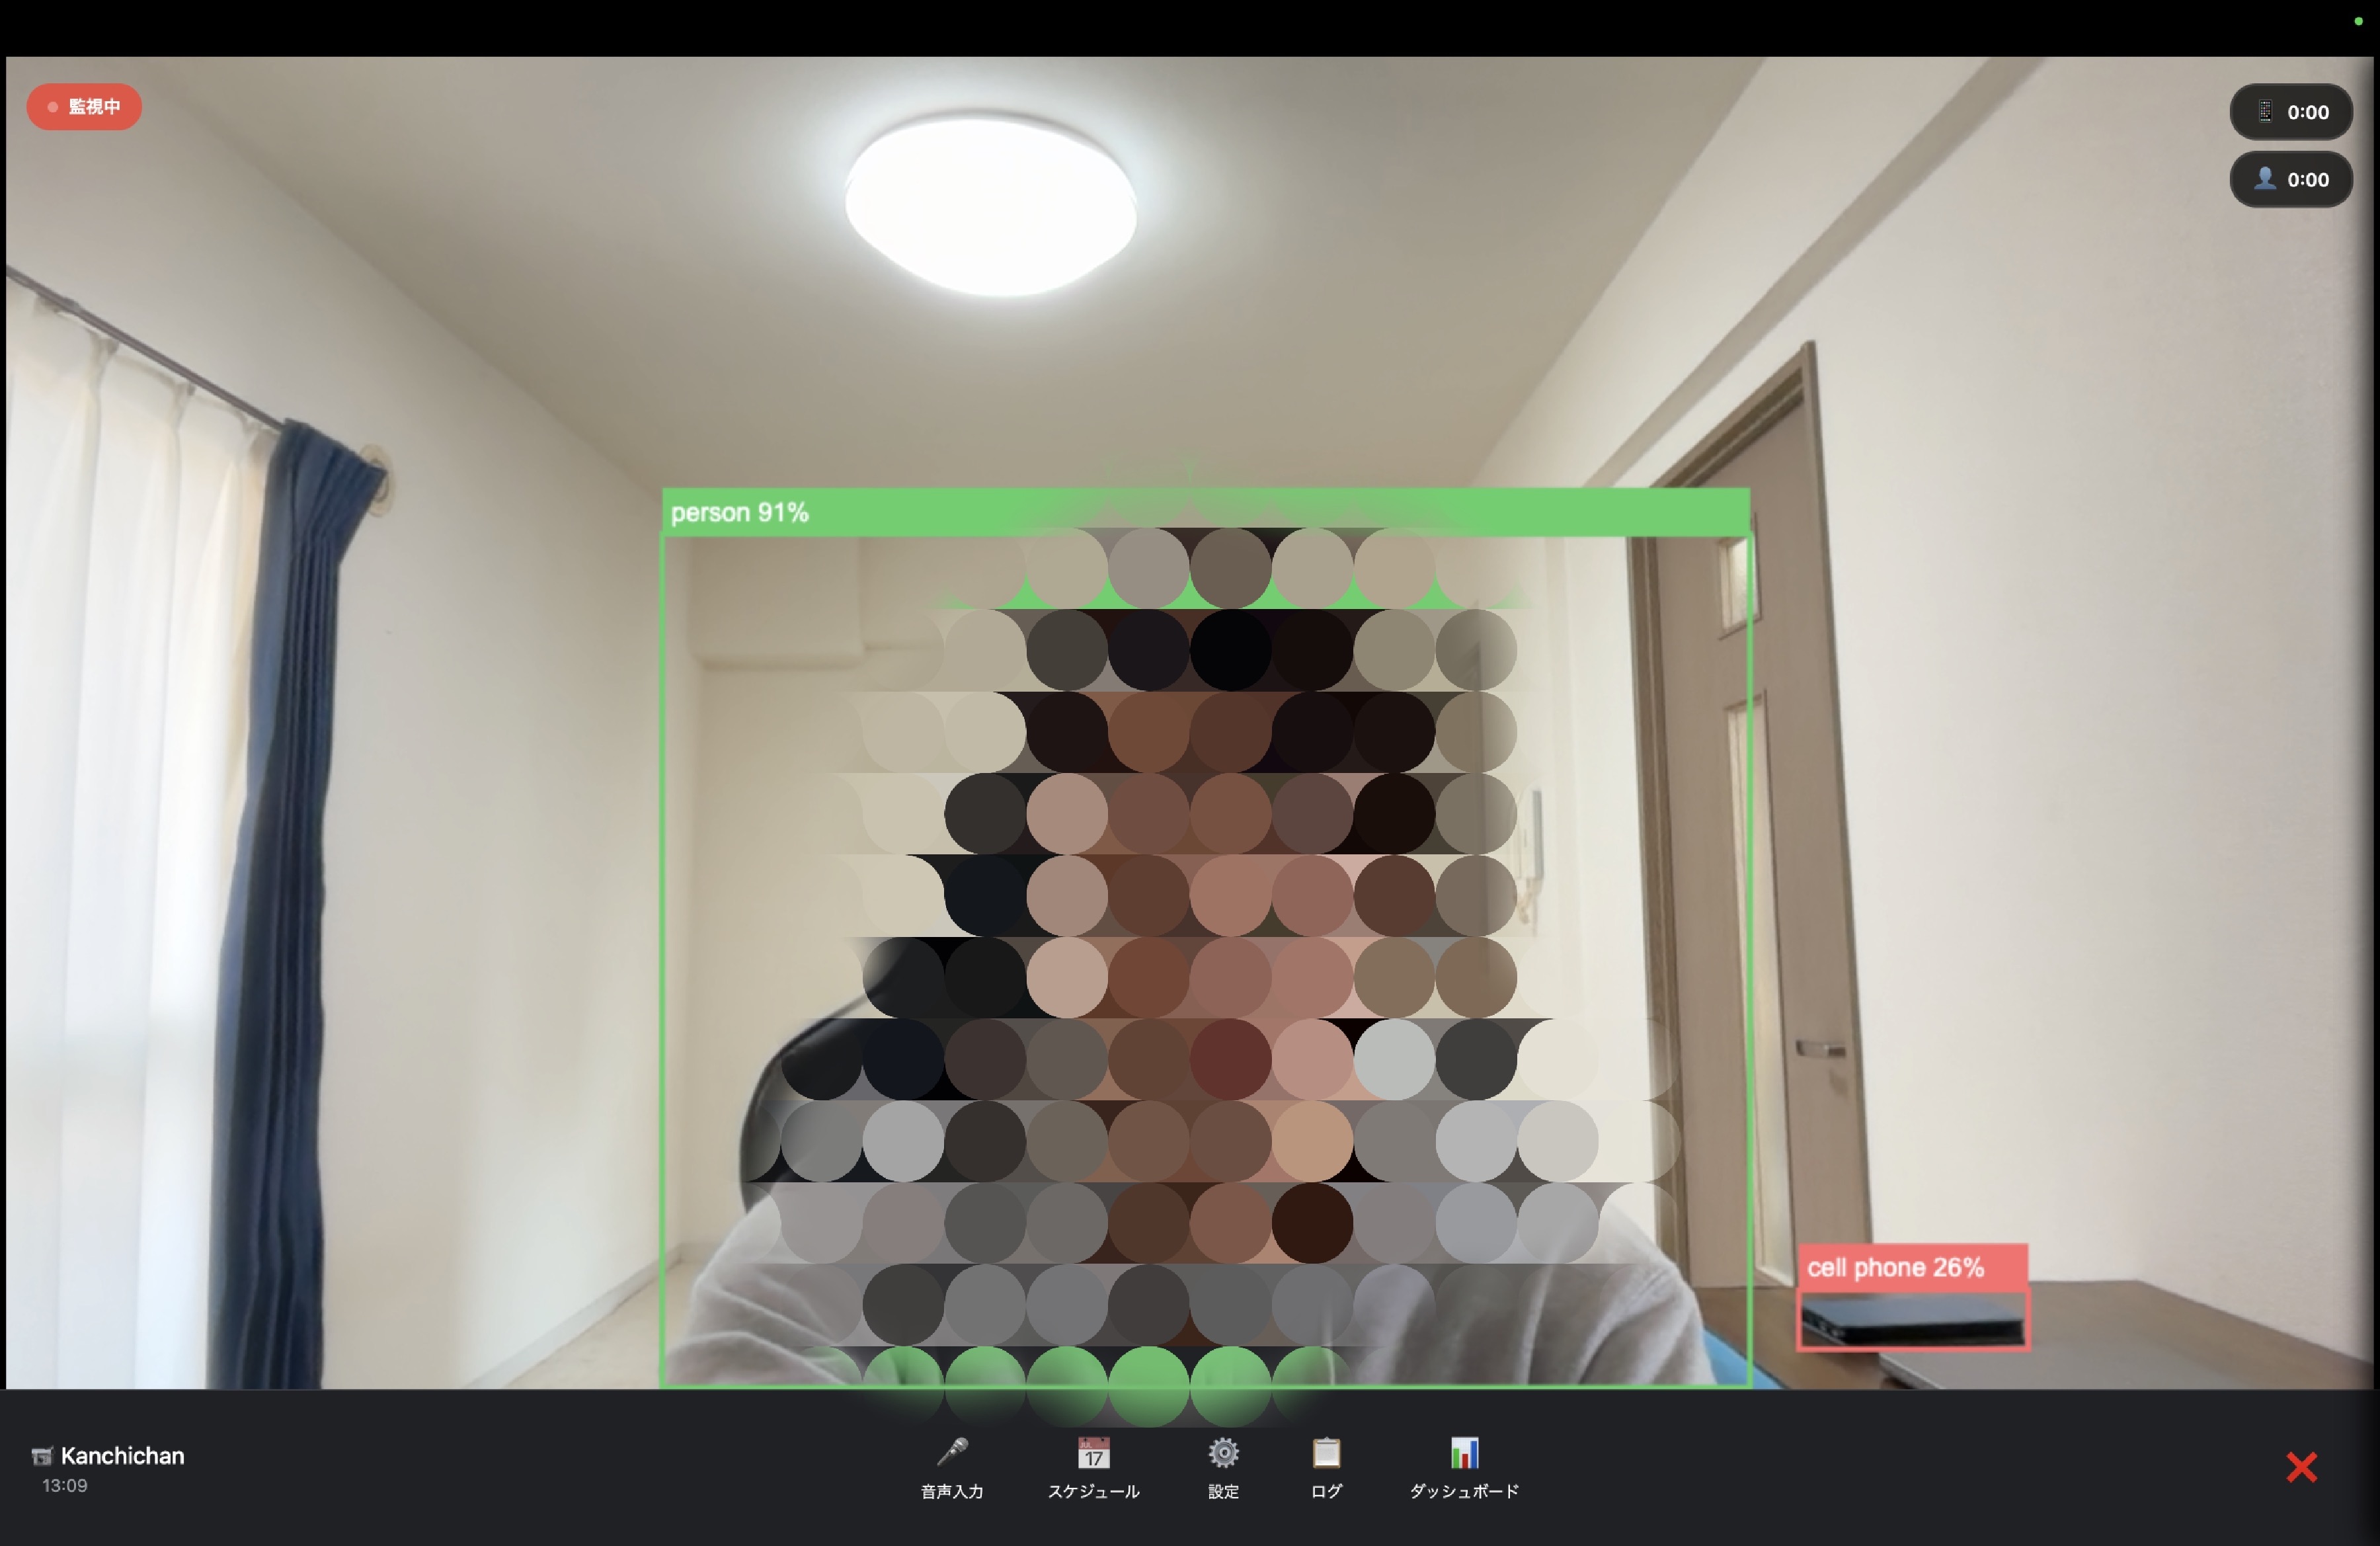 監視中
0:00
0:00
person 91%
cell phone 26%
Kanchichan
13:09
JUL
17
音声入力
スケジュール
設定
ログ
ダッシュボード